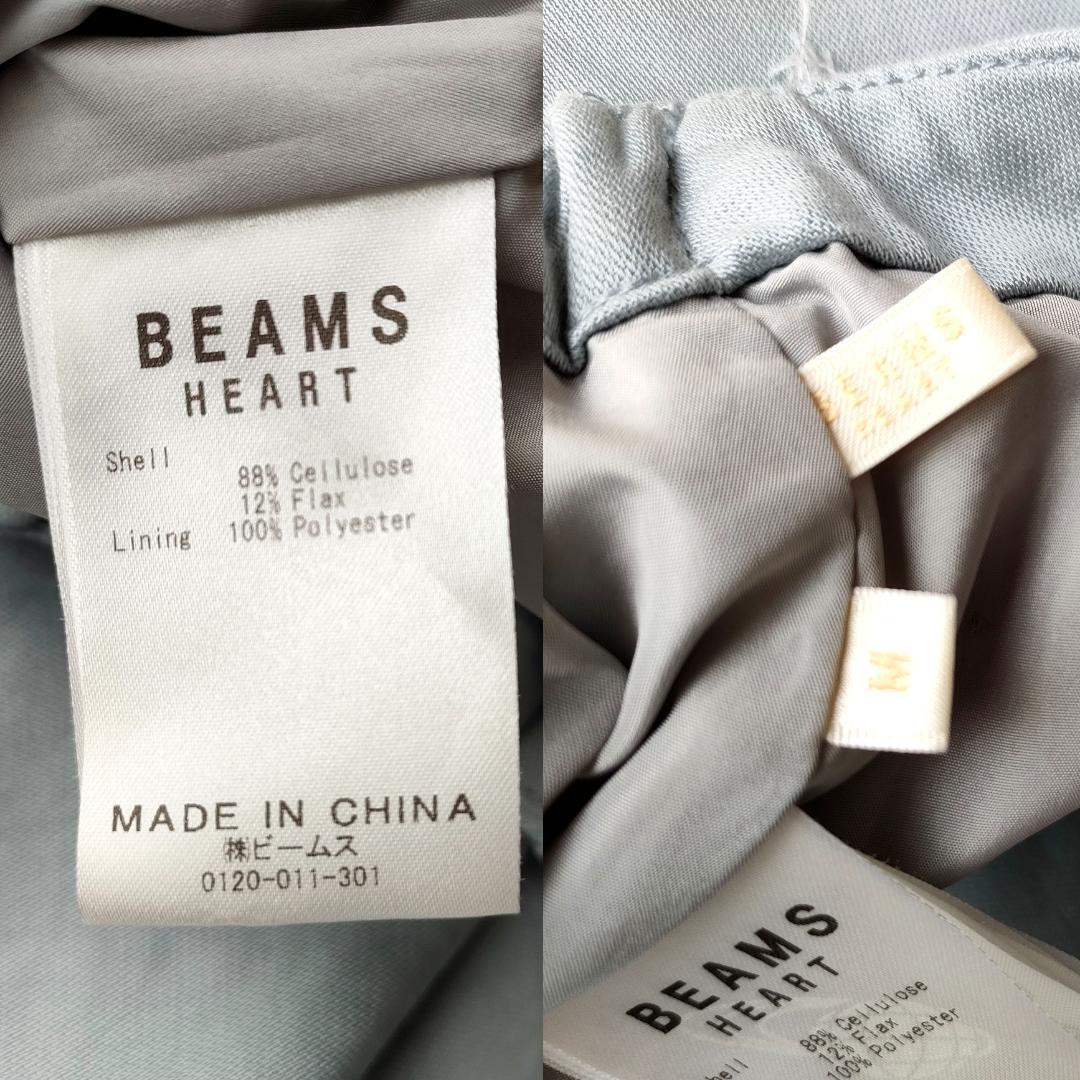 BEAMS
HEART
Shell
88% Cellulose
12% Flax
Lining 100% Polyester
MADE IN CHINA
㈱ビームス
0120-011-301
M
BEAMS
HEART
88% Cellulose
12% Flax
100% Polyester